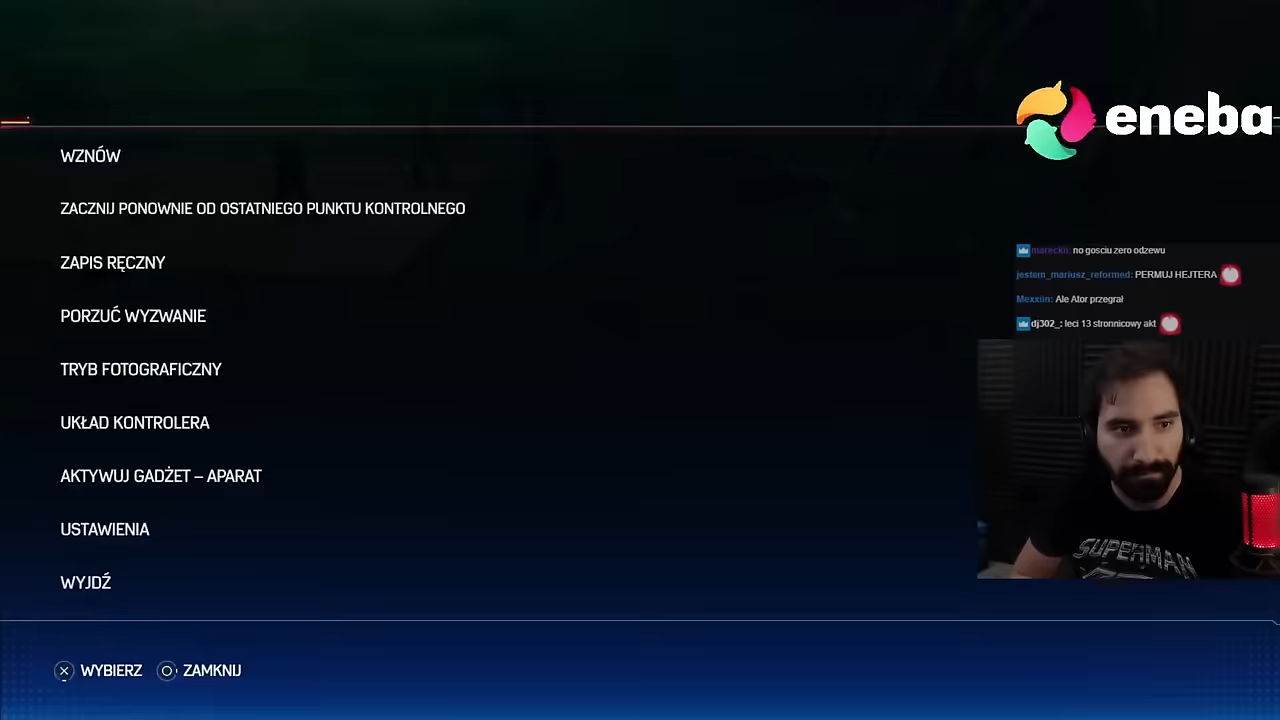 eneba
WZNÓW
ZACZNIJ PONOWNIE OD OSTATNIEGO PUNKTU KONTROLNEGO
ZAPIS RĘCZNY
PORZUĆ WYZWANIE
TRYB FOTOGRAFICZNY
UKŁAD KONTROLERA
AKTYWUJ GADŻET – APARAT
USTAWIENIA
WYJDŹ
WYBIERZ ZAMKNIJ
no gosciu zero odzewu
jestem_mariusz_reformed: PERMUJ HEJTERA
Mexxiin: Ale Ator przegrał
dj302_: leci 13 stronnicowy akt
SUPERMAN